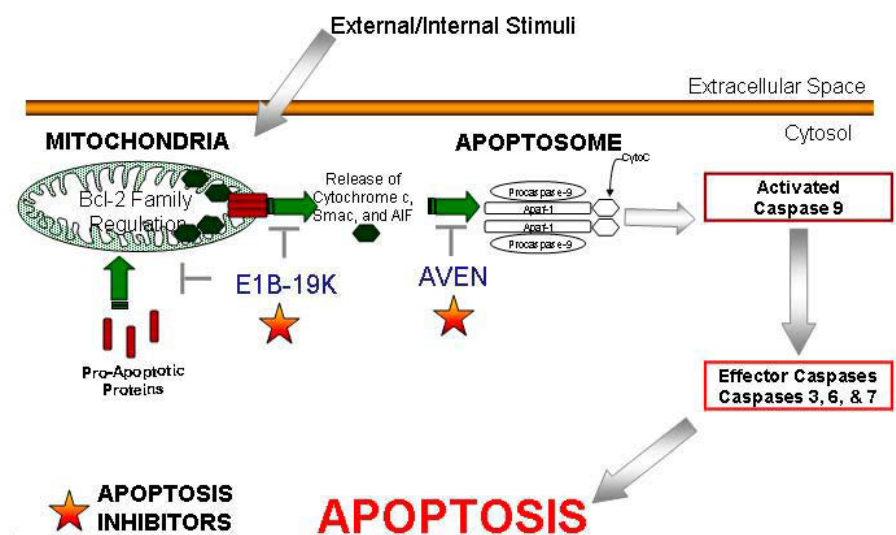 External/Internal Stimuli
Extracellular Space
MITOCHONDRIA
APOPTOSOME
Cytosol
CytoC
Bcl-2 Family
Regulation
Release of
Cytochrome c,
Smac, and AIF
Procaspase-9
Apaf-1
Apaf-1
Procaspase-9
Activated
Caspase 9
E1B-19K
AVEN
Pro-Apoptotic
Proteins
Effector Caspases
Caspases 3, 6, & 7
APOPTOSIS
INHIBITORS
APOPTOSIS